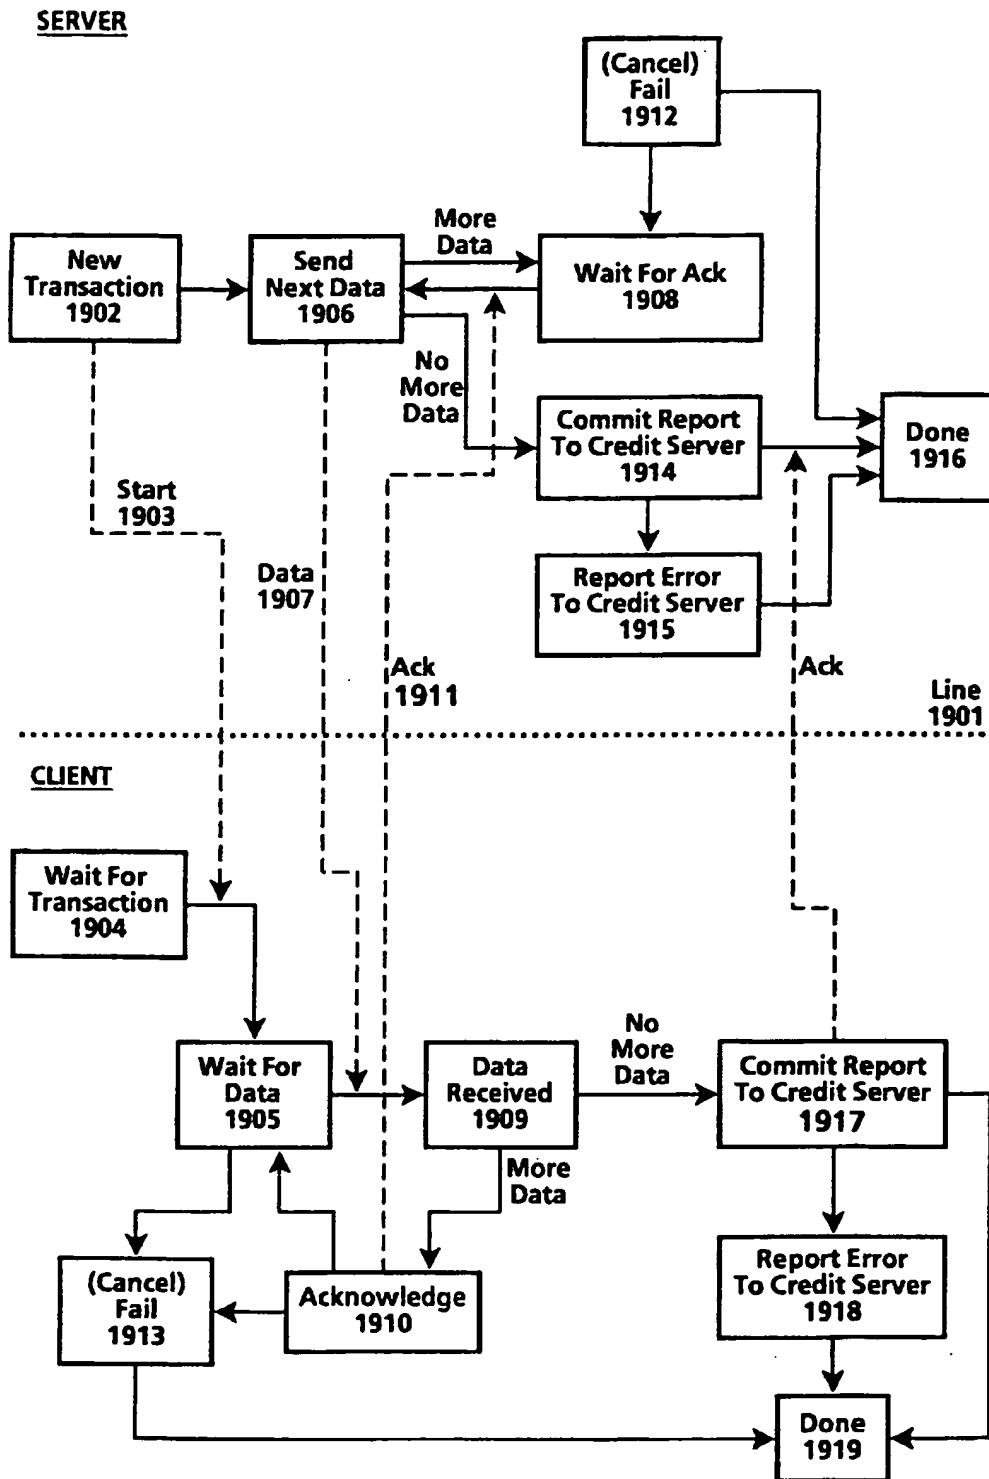 SERVER
(Cancel)
Fail
1912
More
Data
New
Transaction
1902
Send
Next Data
1906
Wait For Ack
1908
No
More
Data
Commit Report
To Credit Server
1914
Done
1916
Start
1903
Data
1907
Report Error
To Credit Server
1915
Ack
1911
Ack
Line
1901
CLIENT
Wait For
Transaction
1904
Wait For
Data
1905
Data
Received
1909
No
More
Data
Commit Report
To Credit Server
1917
More
Data
(Cancel)
Fail
1913
Acknowledge
1910
Report Error
To Credit Server
1918
Done
1919